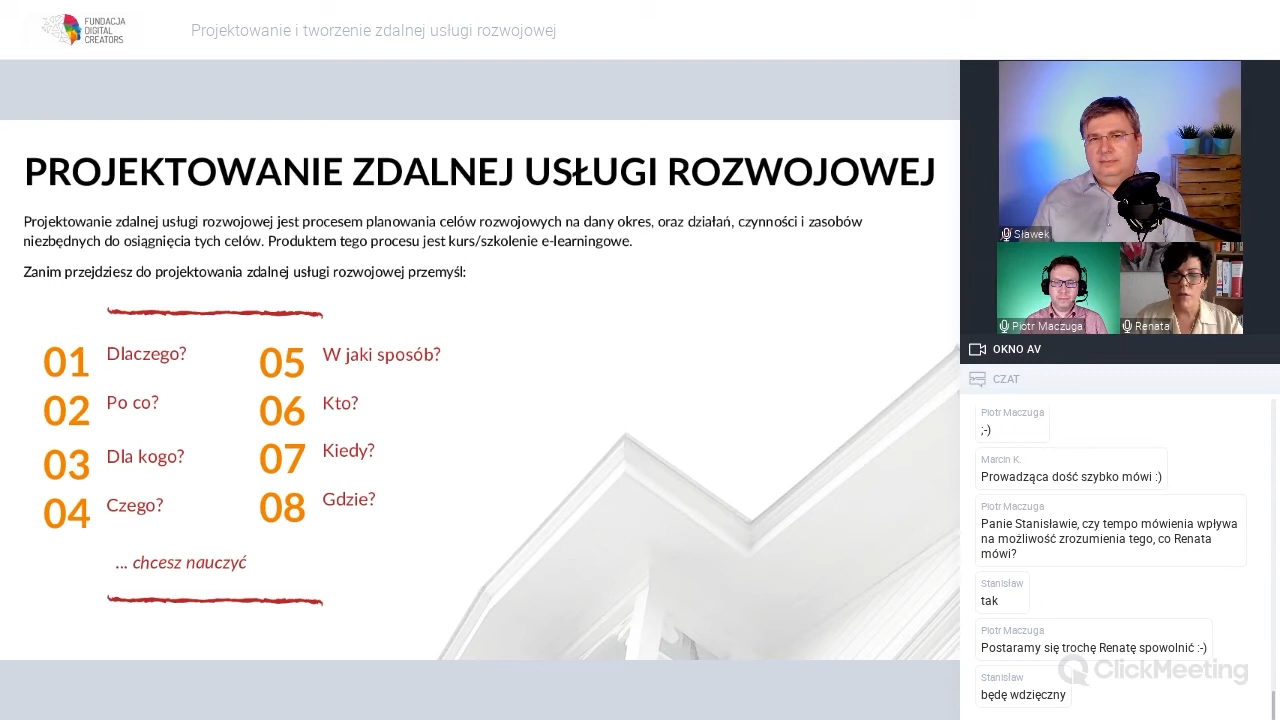 FUNDACJA
DIGITAL
CREATORS
Projektowanie i tworzenie zdalnej usługi rozwojowej
PROJEKTOWANIE ZDALNEJ USŁUGI ROZWOJOWEJ
Projektowanie zdalnej usługi rozwojowej jest procesem planowania celów rozwojowych na dany okres, oraz działań, czynności i zasobów
niezbędnych do osiągnięcia tych celów. Produktem tego procesu jest kurs/szkolenie e-learningowe.
Zanim przejdziesz do projektowania zdalnej usługi rozwojowej przemyśl:
01 Dlaczego?
02 Po co?
03 Dla kogo?
04 Czego?
05 W jaki sposób?
06 Kto?
07 Kiedy?
08 Gdzie?
... chcesz nauczyć
Sławek
Piotr Maczuga
Renata
OKNO AV
CZAT
Piotr Maczuga
;-)
Marcin K.
Prowadząca dość szybko mówi :)
Piotr Maczuga
Panie Stanisławie, czy tempo mówienia wpływa
na możliwość zrozumienia tego, co Renata
mówi?
Stanisław
tak
Piotr Maczuga
Postaramy się trochę Renatę spowolnić :-)
Stanisław
będę wdzięczny
ClickMeeting